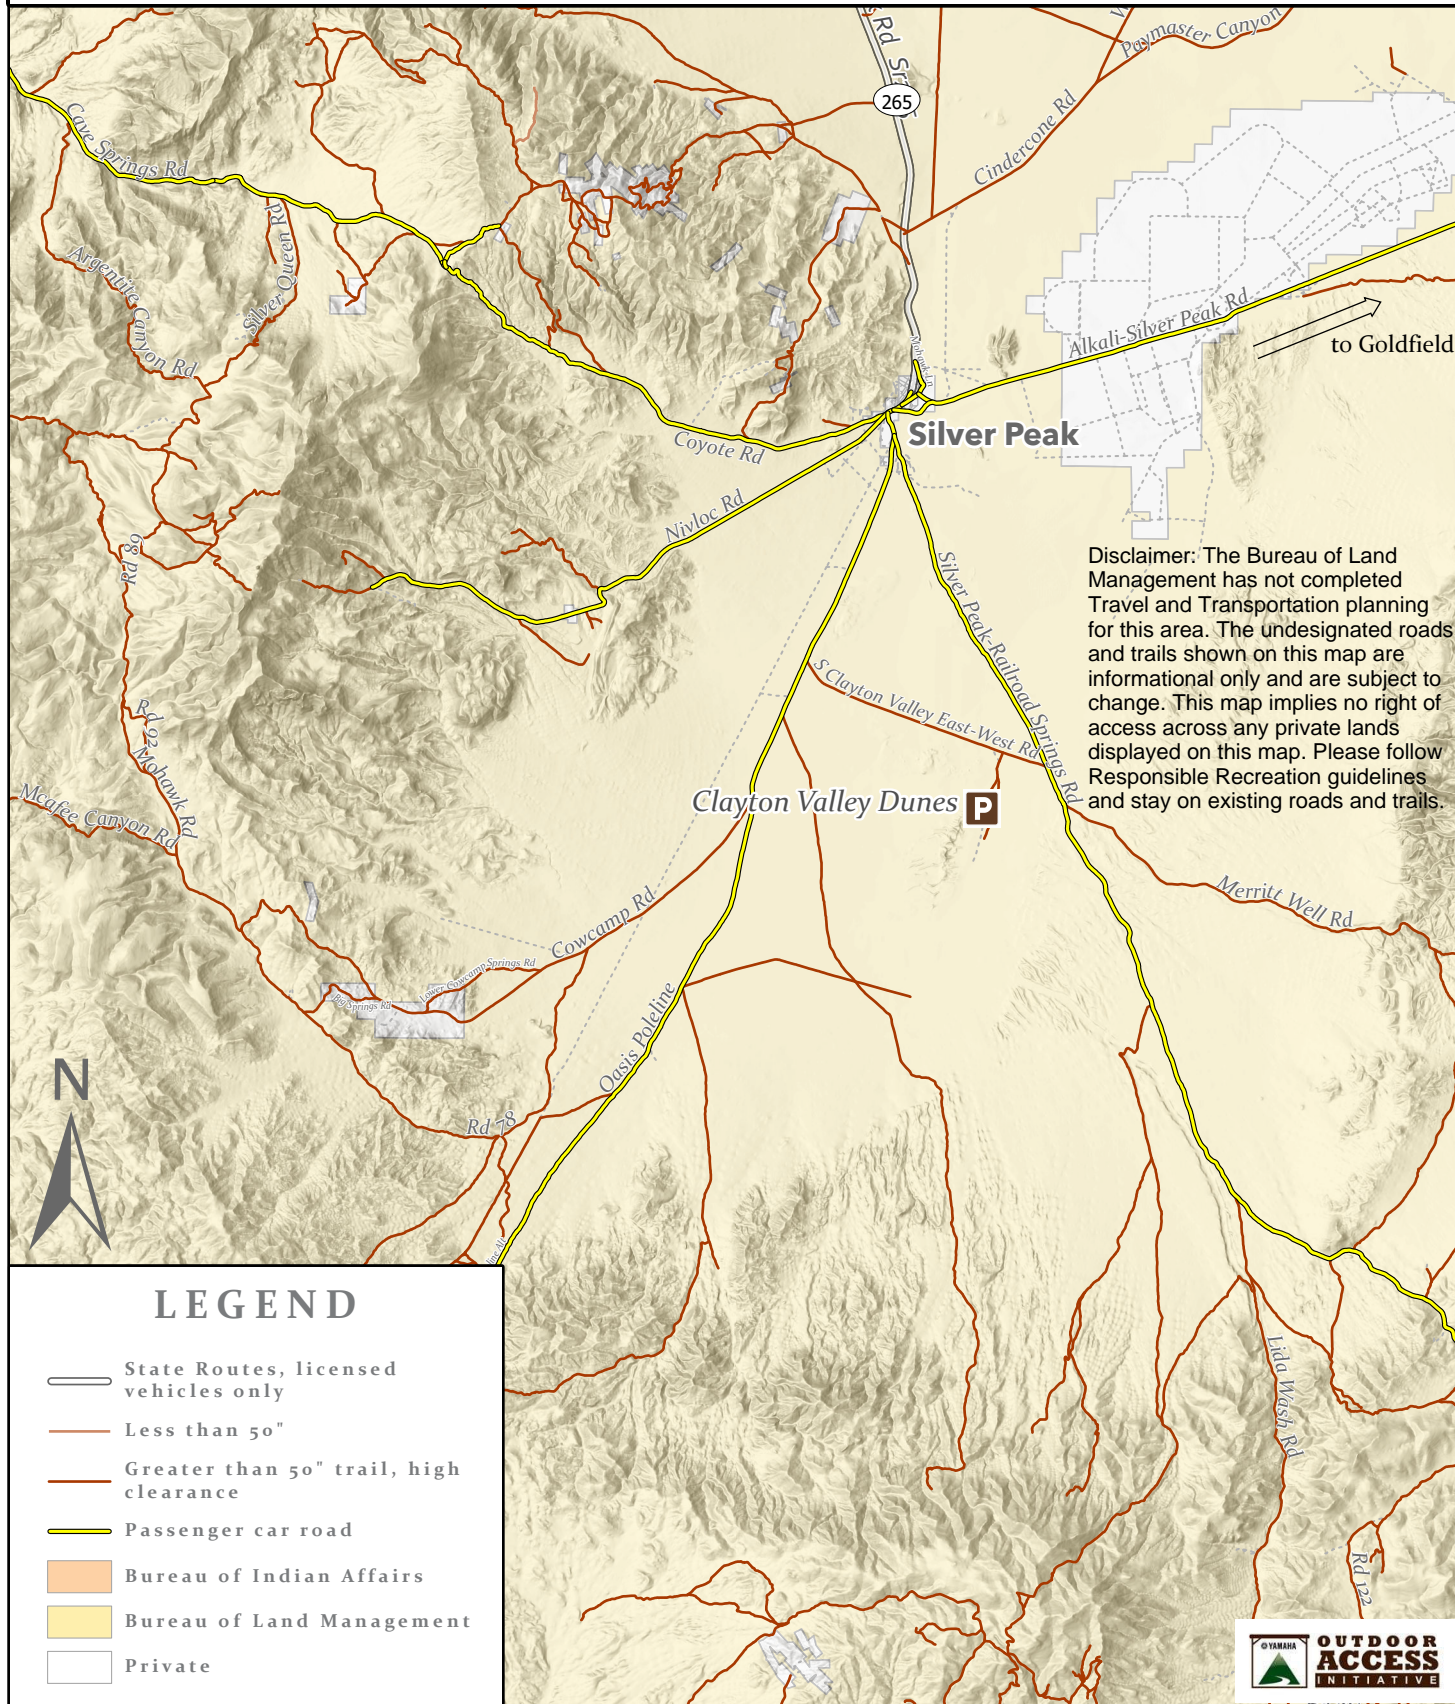 s Rd Sr
265
W
Paymaster Canyon
Cindercone Rd
Cave Springs Rd
Silver Queen Rd
Argentite Canyon Rd
Alkali-Silver Peak Rd
to Goldfield
Mohawk Ln
Silver Peak
Coyote Rd
Nivloc Rd
Rd 89
Silver Peak-Railroad Springs Rd
Disclaimer: The Bureau of Land
Management has not completed
Travel and Transportation planning
for this area. The undesignated roads
and trails shown on this map are
informational only and are subject to
change. This map implies no right of
access across any private lands
displayed on this map. Please follow
Responsible Recreation guidelines
and stay on existing roads and trails.
S Clayton Valley East-West Rd
Rd 92
Mohawk Rd
Mcafee Canyon Rd
Clayton Valley Dunes P
Merritt Well Rd
Cowcamp Rd
Lower Cowcamp Springs Rd
Big Springs Rd
Oasis Poleline
Rd 78
line Alt
N
Lida Wash Rd
Rd 122
LEGEND
State Routes, licensed
vehicles only
Less than 50"
Greater than 50" trail, high
clearance
Passenger car road
Bureau of Indian Affairs
Bureau of Land Management
Private
YAMAHA
OUTDOOR
ACCESS
INITIATIVE